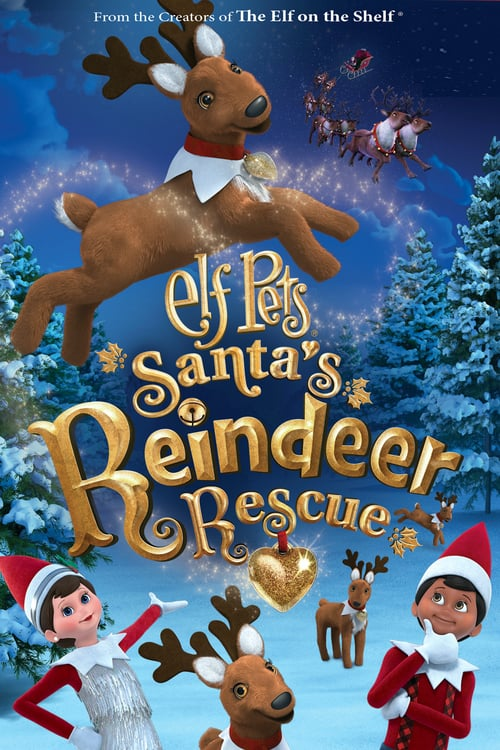 From the Creators of The Elf on the Shelf®
elf Pets®
Santa's
Reindeer
Rescue